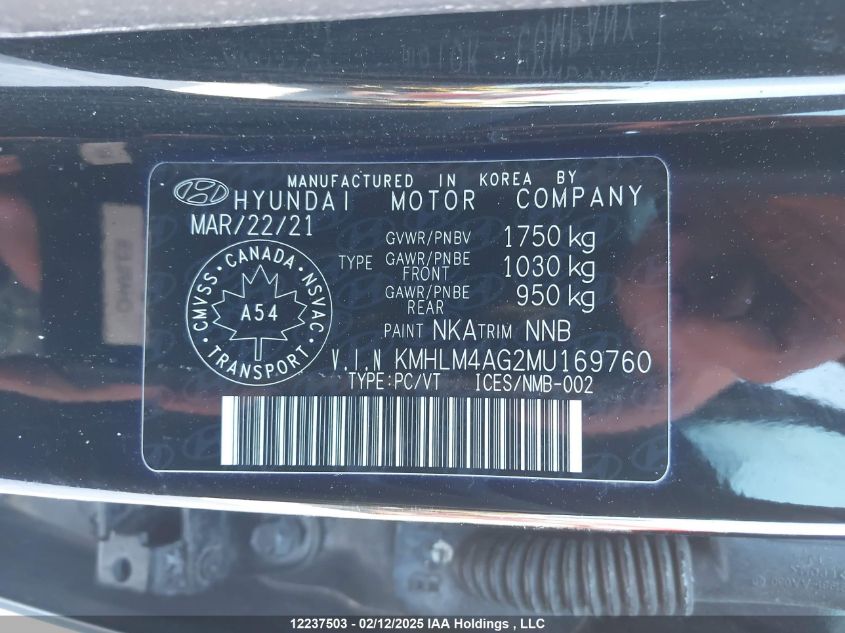 MANUFACTURED IN KOREA BY
HYUNDAI MOTOR COMPANY
MAR/22/21
GVWR/PNBV 1750 kg
TYPE GAWR/PNBE FRONT 1030 kg
GAWR/PNBE REAR 950 kg
CMVSS · CANADA · NSVAC · TRANSPORT ·
A54
PAINT NKA TRIM NNB
V.I.N KMHLM4AG2MU169760
TYPE:PC/VT ICES/NMB-002
12237503 - 02/12/2025 IAA Holdings , LLC